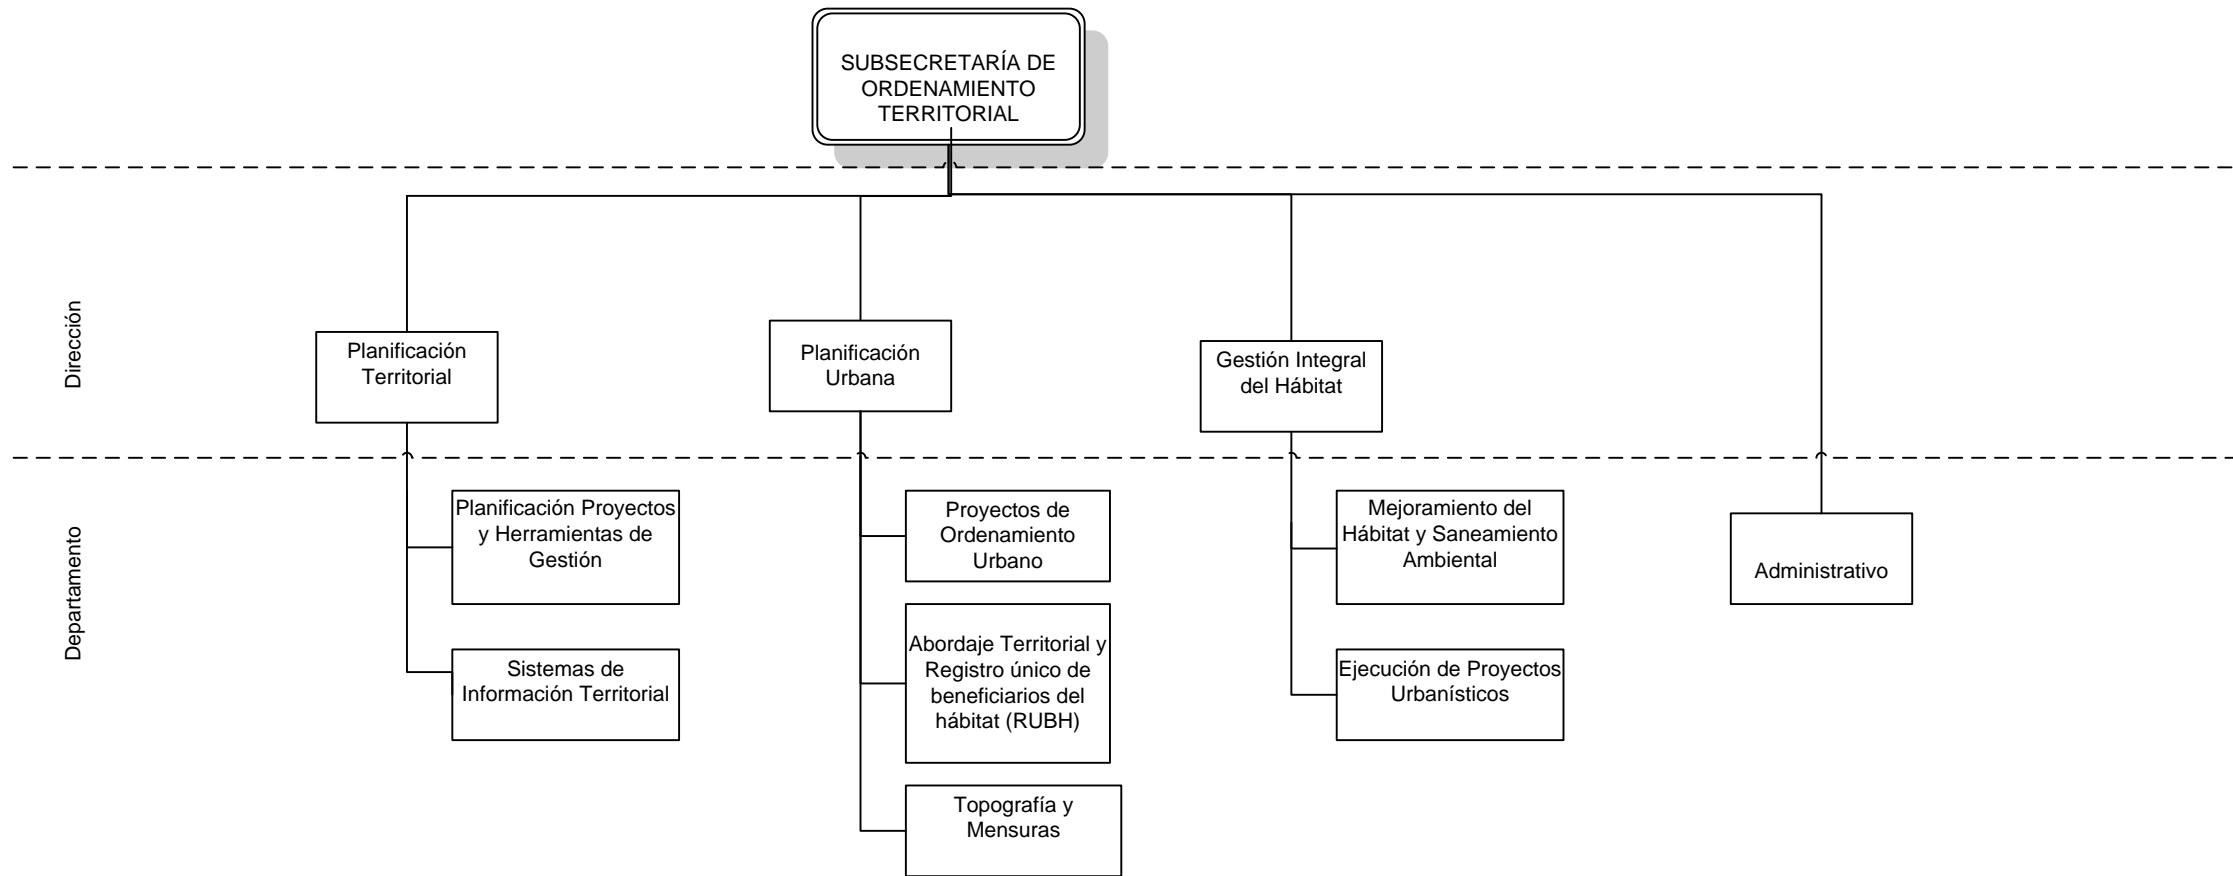 SUBSECRETARÍA DE
ORDENAMIENTO
TERRITORIAL
Dirección
Planificación
Territorial
Planificación
Urbana
Gestión Integral
del Hábitat
Departamento
Planificación Proyectos
y Herramientas de
Gestión
Sistemas de
Información Territorial
Proyectos de
Ordenamiento
Urbano
Abordaje Territorial y
Registro único de
beneficiarios del
hábitat (RUBH)
Topografía y
Mensuras
Mejoramiento del
Hábitat y Saneamiento
Ambiental
Ejecución de Proyectos
Urbanísticos
Administrativo